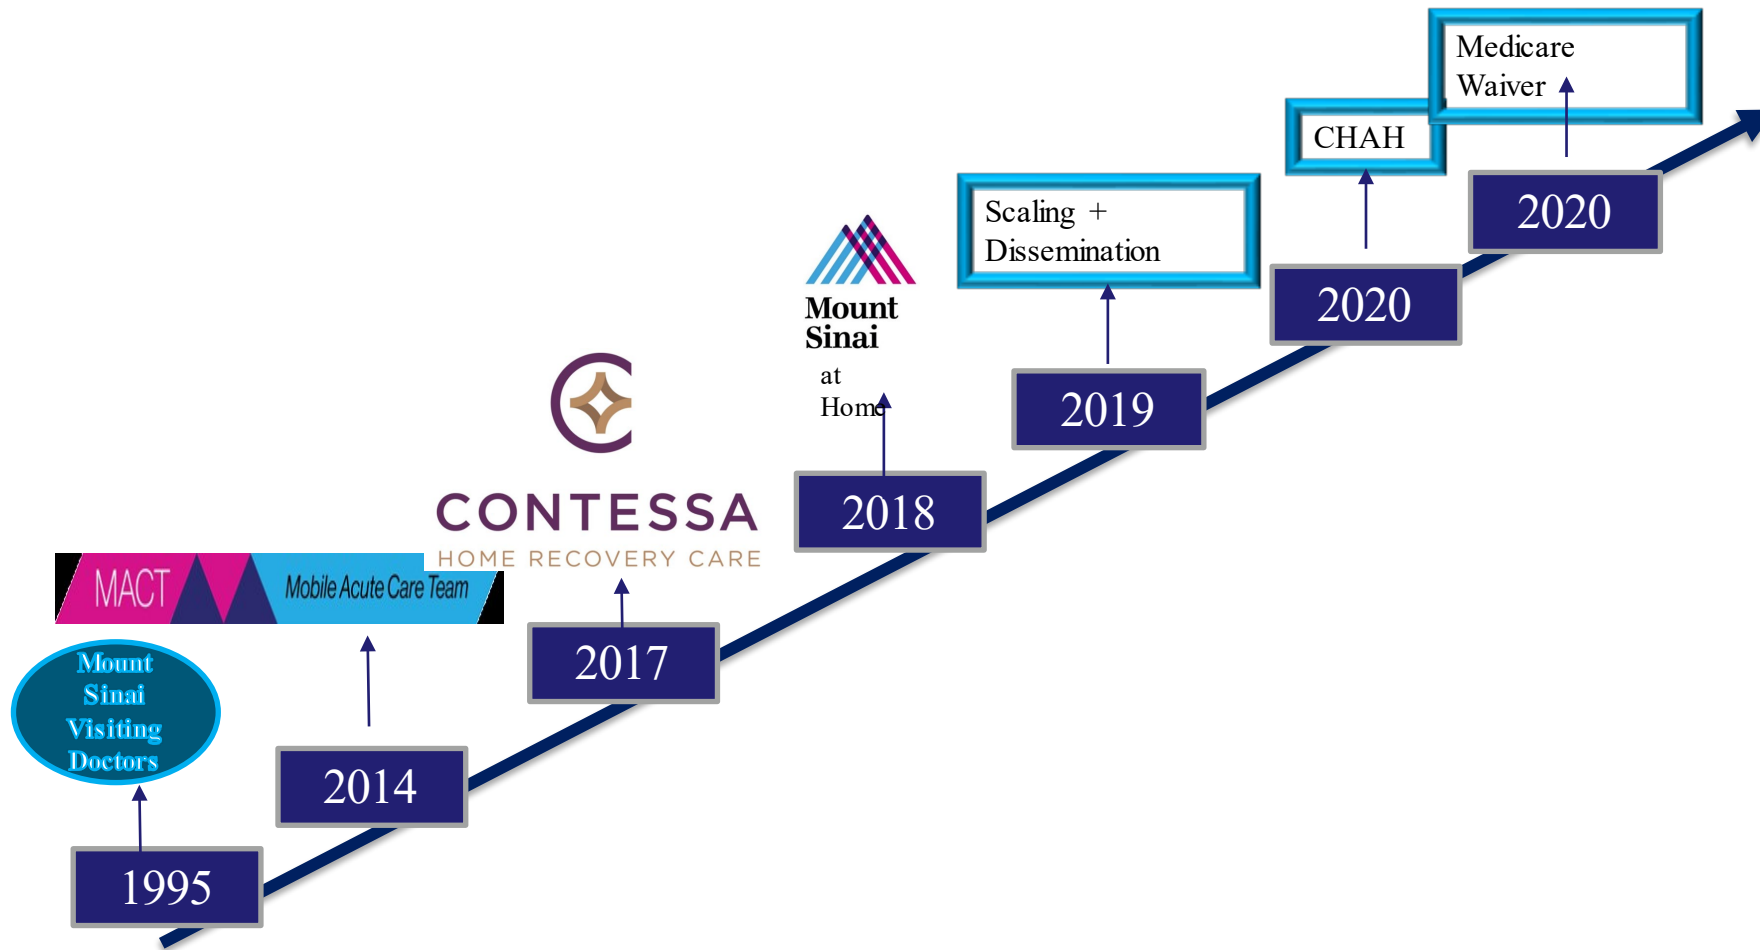 Medicare
Waiver
CHAH
2020
Scaling +
Dissemination
2020
Mount
Sinai
at
Home
2019
CONTESSA
HOME RECOVERY CARE
2018
MACT
Mobile Acute Care Team
2017
Mount
Sinai
Visiting
Doctors
2014
1995